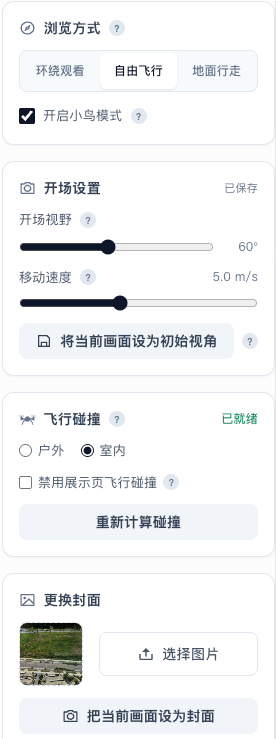 浏览方式 ?
环绕观看 自由飞行 地面行走
开启小鸟模式 ?
开场设置 已保存
开场视野 ?
60°
移动速度 ? 5.0 m/s
将当前画面设为初始视角 ?
飞行碰撞 ? 已就绪
户外 室内
禁用展示页飞行碰撞 ?
重新计算碰撞
更换封面
选择图片
把当前画面设为封面